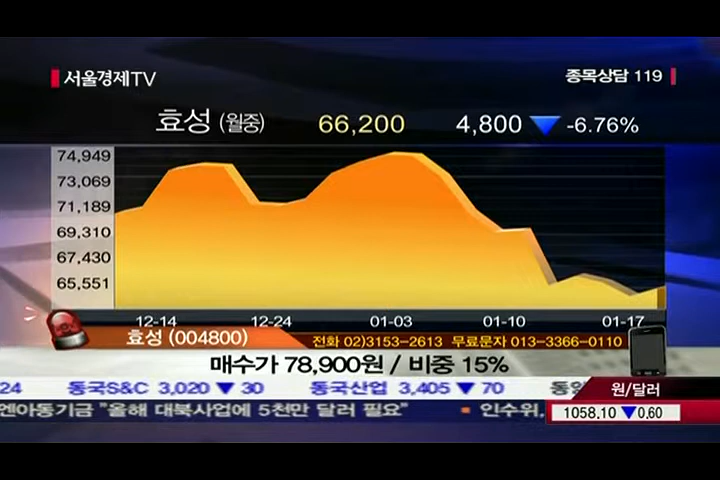 서울경제TV
종목상담 119
효성 (월중) 66,200 4,800 ▼ -6.76%
74,949
73,069
71,189
69,310
67,430
65,551
12-14 12-24 01-03 01-10 01-17
효성 (004800) 전화 02)3153-2613 무료문자 013-3366-0110
매수가 78,900원 / 비중 15%
24 동국S&C 3,020 ▼ 30 동국산업 3,405 ▼ 70
원/달러
엔아동기금 "올해 대북사업에 5천만 달러 필요" ▪ 인수위,
1058.10 ▼0.60